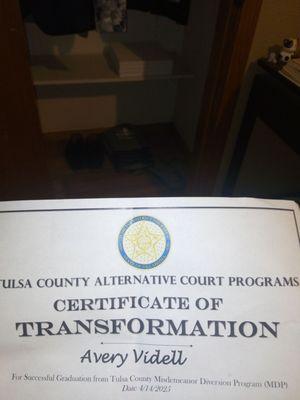 TULSA COUNTY ALTERNATIVE COURT PROGRAMS
CERTIFICATE OF
TRANSFORMATION
Avery Videll
For Successful Graduation from Tulsa County Misdemeanor Diversion Program (MDP)
Date 4/14/2025